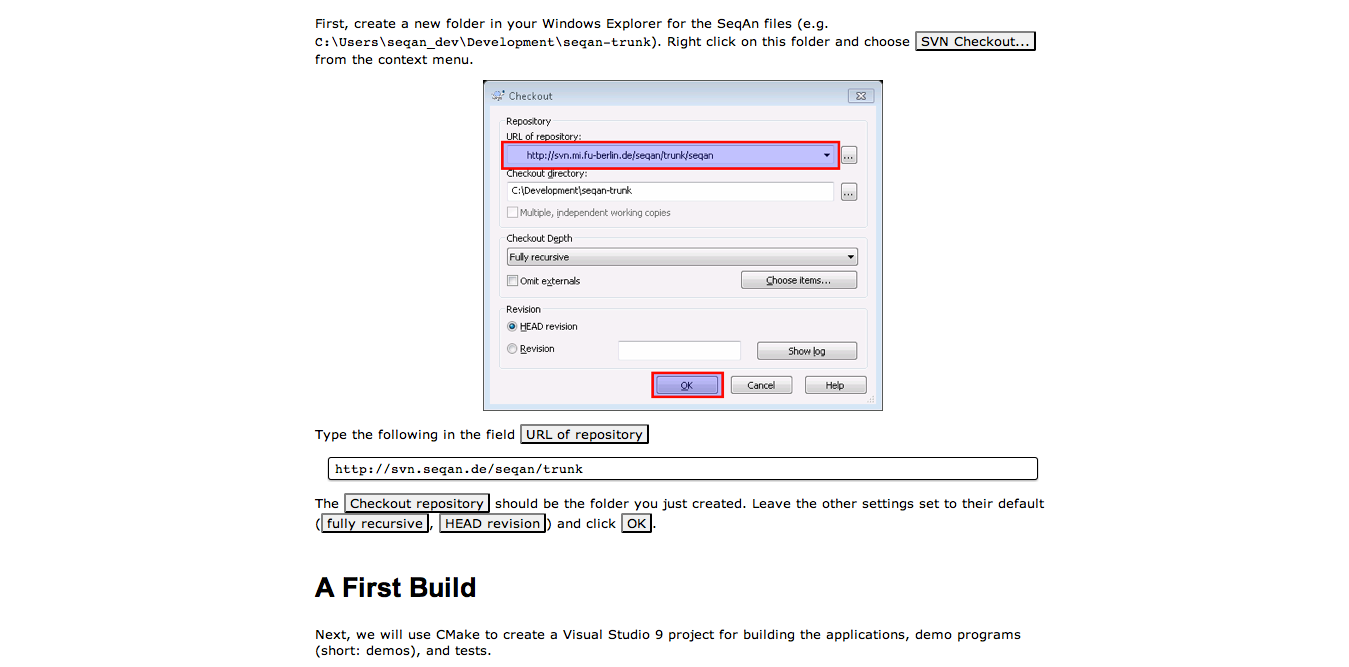 First, create a new folder in your Windows Explorer for the SeqAn files (e.g.
C:\Users\seqan_dev\Development\seqan-trunk). Right click on this folder and choose SVN Checkout...
from the context menu.
Checkout
Repository
URL of repository:
http://svn.mi.fu-berlin.de/seqan/trunk/seqan
...
Checkout directory:
C:\Development\seqan-trunk
...
Multiple, independent working copies
Checkout Depth
Fully recursive
Omit externals
Choose items...
Revision
HEAD revision
Revision
Show log
OK
Cancel
Help
Type the following in the field URL of repository
http://svn.seqan.de/seqan/trunk
The Checkout repository should be the folder you just created. Leave the other settings set to their default
(fully recursive, HEAD revision) and click OK.
A First Build
Next, we will use CMake to create a Visual Studio 9 project for building the applications, demo programs
(short: demos), and tests.